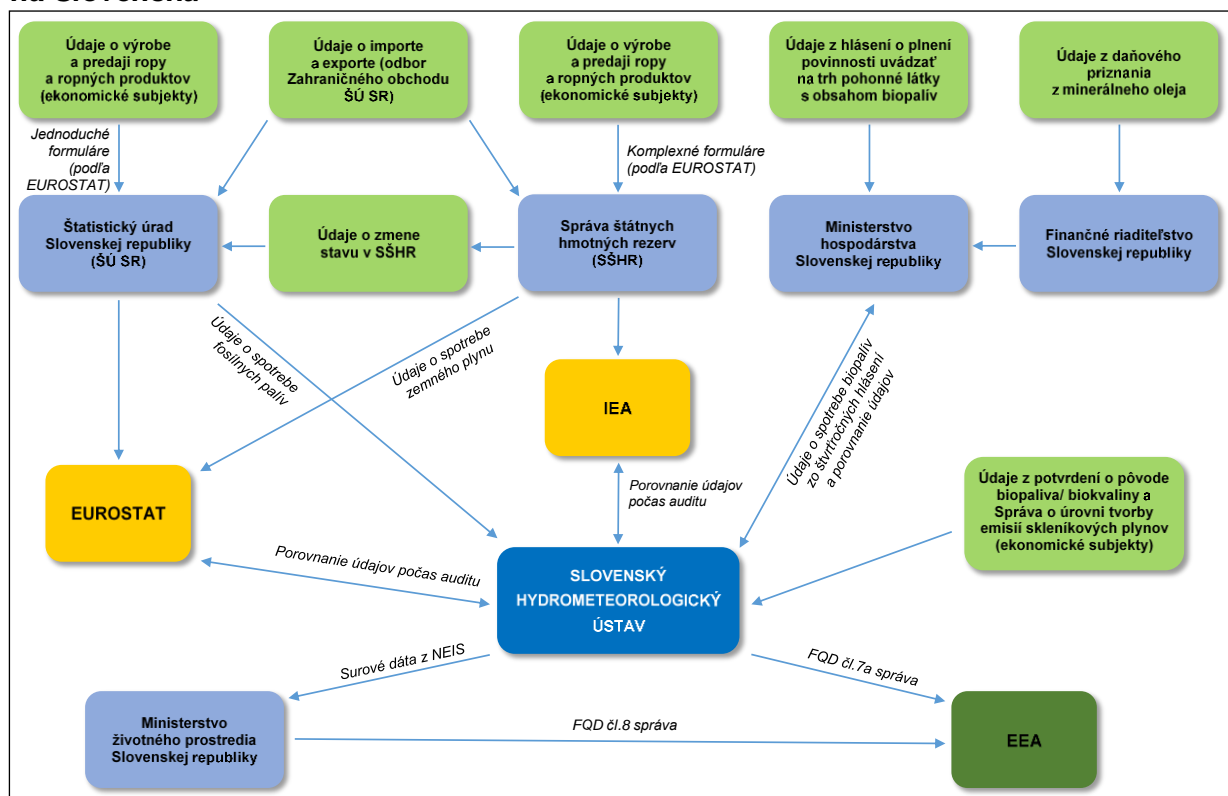 na Slovensku
Údaje o výrobe
a predaji ropy
a ropných produktov
(ekonomické subjekty)
Údaje o importe
a exporte (odbor
Zahraničného obchodu
ŠÚ SR)
Údaje o výrobe
a predaji ropy
a ropných produktov
(ekonomické subjekty)
Údaje z hlásení o plnení
povinnosti uvádzať
na trh pohonné látky
s obsahom biopalív
Údaje z daňového
priznania
z minerálneho oleja
Jednoduché
formuláre
(podľa
EUROSTAT)
Komplexné formuláre
(podľa EUROSTAT)
Štatistický úrad
Slovenskej republiky
(ŠÚ SR)
Údaje o zmene
stavu v SŠHR
Správa štátnych
hmotných rezerv
(SŠHR)
Ministerstvo
hospodárstva
Slovenskej republiky
Finančné riaditeľstvo
Slovenskej republiky
Údaje o spotrebe
fosílnych palív
Údaje o spotrebe
zemného plynu
IEA
Údaje o spotrebe biopalív
zo štvrťročných hlásení
a porovnanie údajov
EUROSTAT
Porovnanie údajov
počas auditu
Údaje z potvrdení o pôvode
biopaliva/ biokvaliny a
Správa o úrovni tvorby
emisií skleníkových plynov
(ekonomické subjekty)
Porovnanie údajov počas auditu
SLOVENSKÝ
HYDROMETEOROLOGICKÝ
ÚSTAV
Surové dáta z NEIS
FQD čl.7a správa
Ministerstvo
životného prostredia
Slovenskej republiky
FQD čl.8 správa
EEA